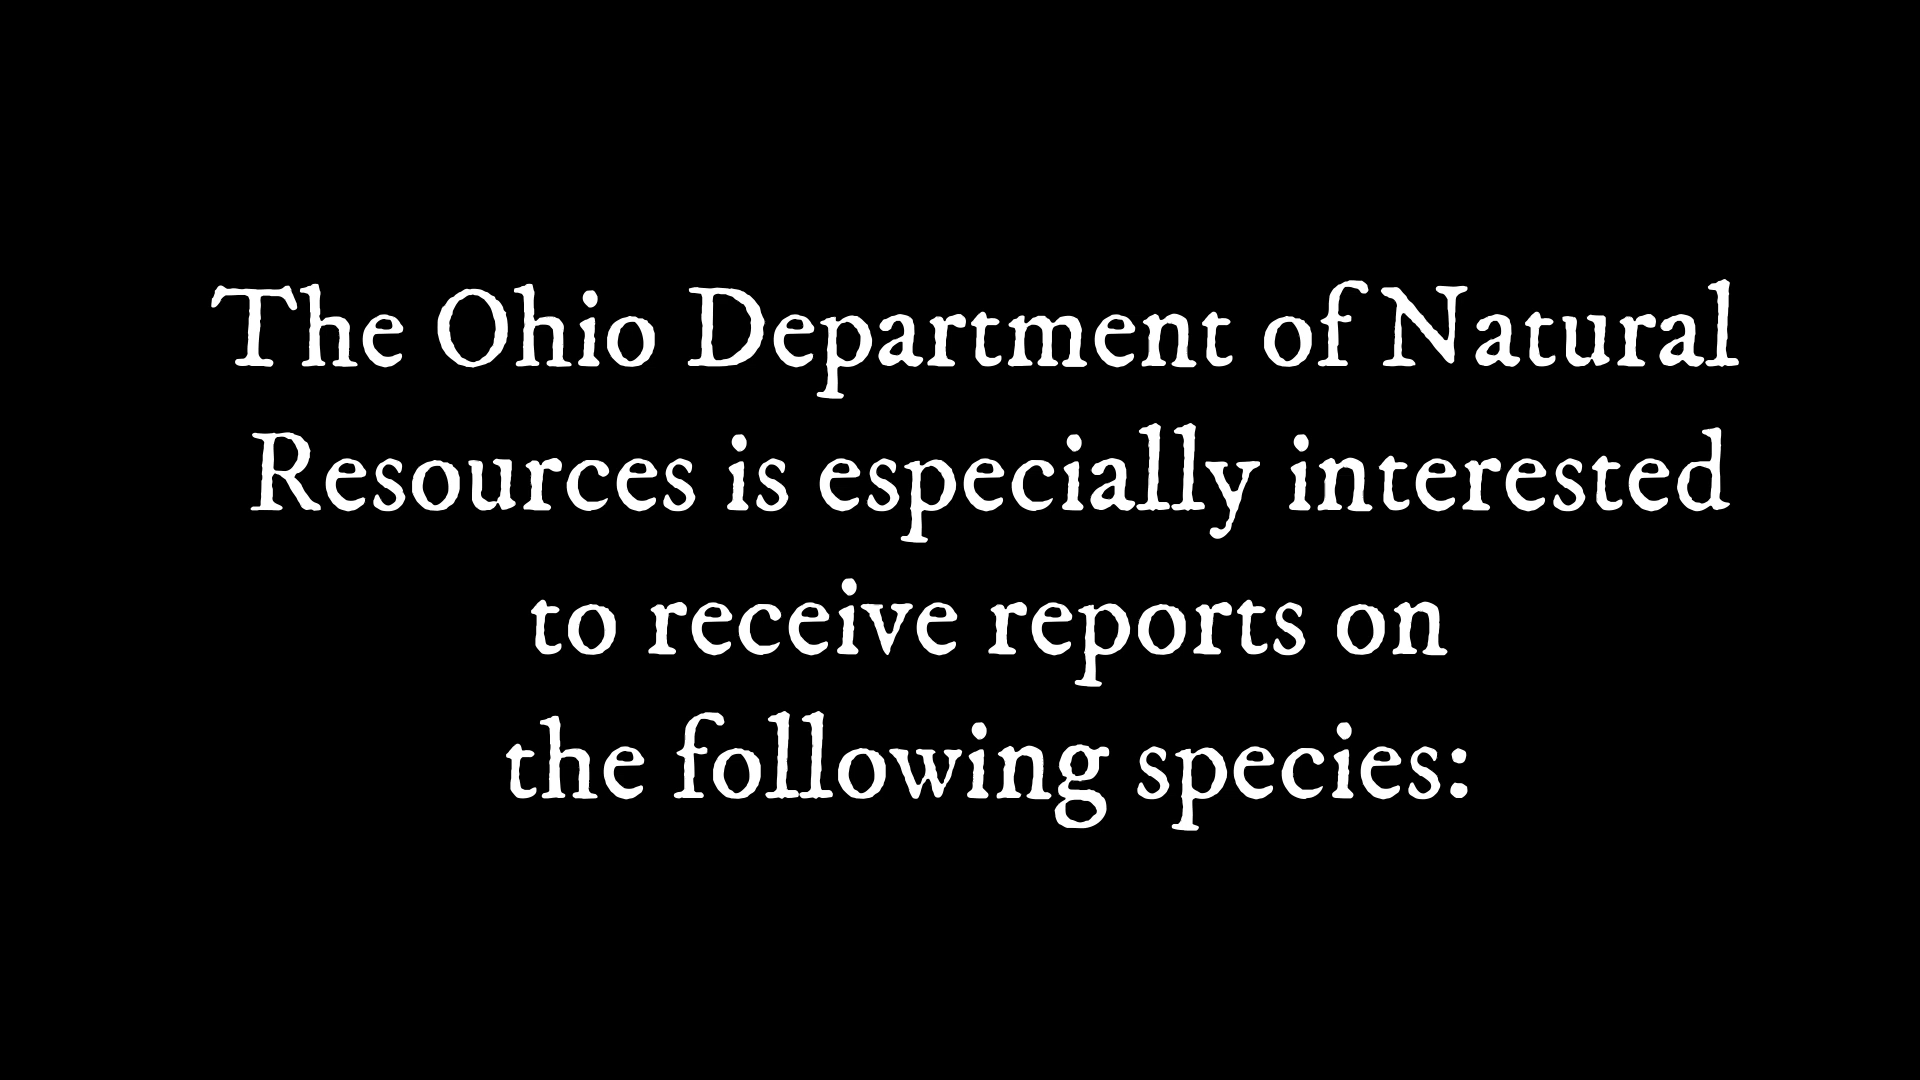 The Ohio Department of Natural
Resources is especially interested
to receive reports on
the following species: